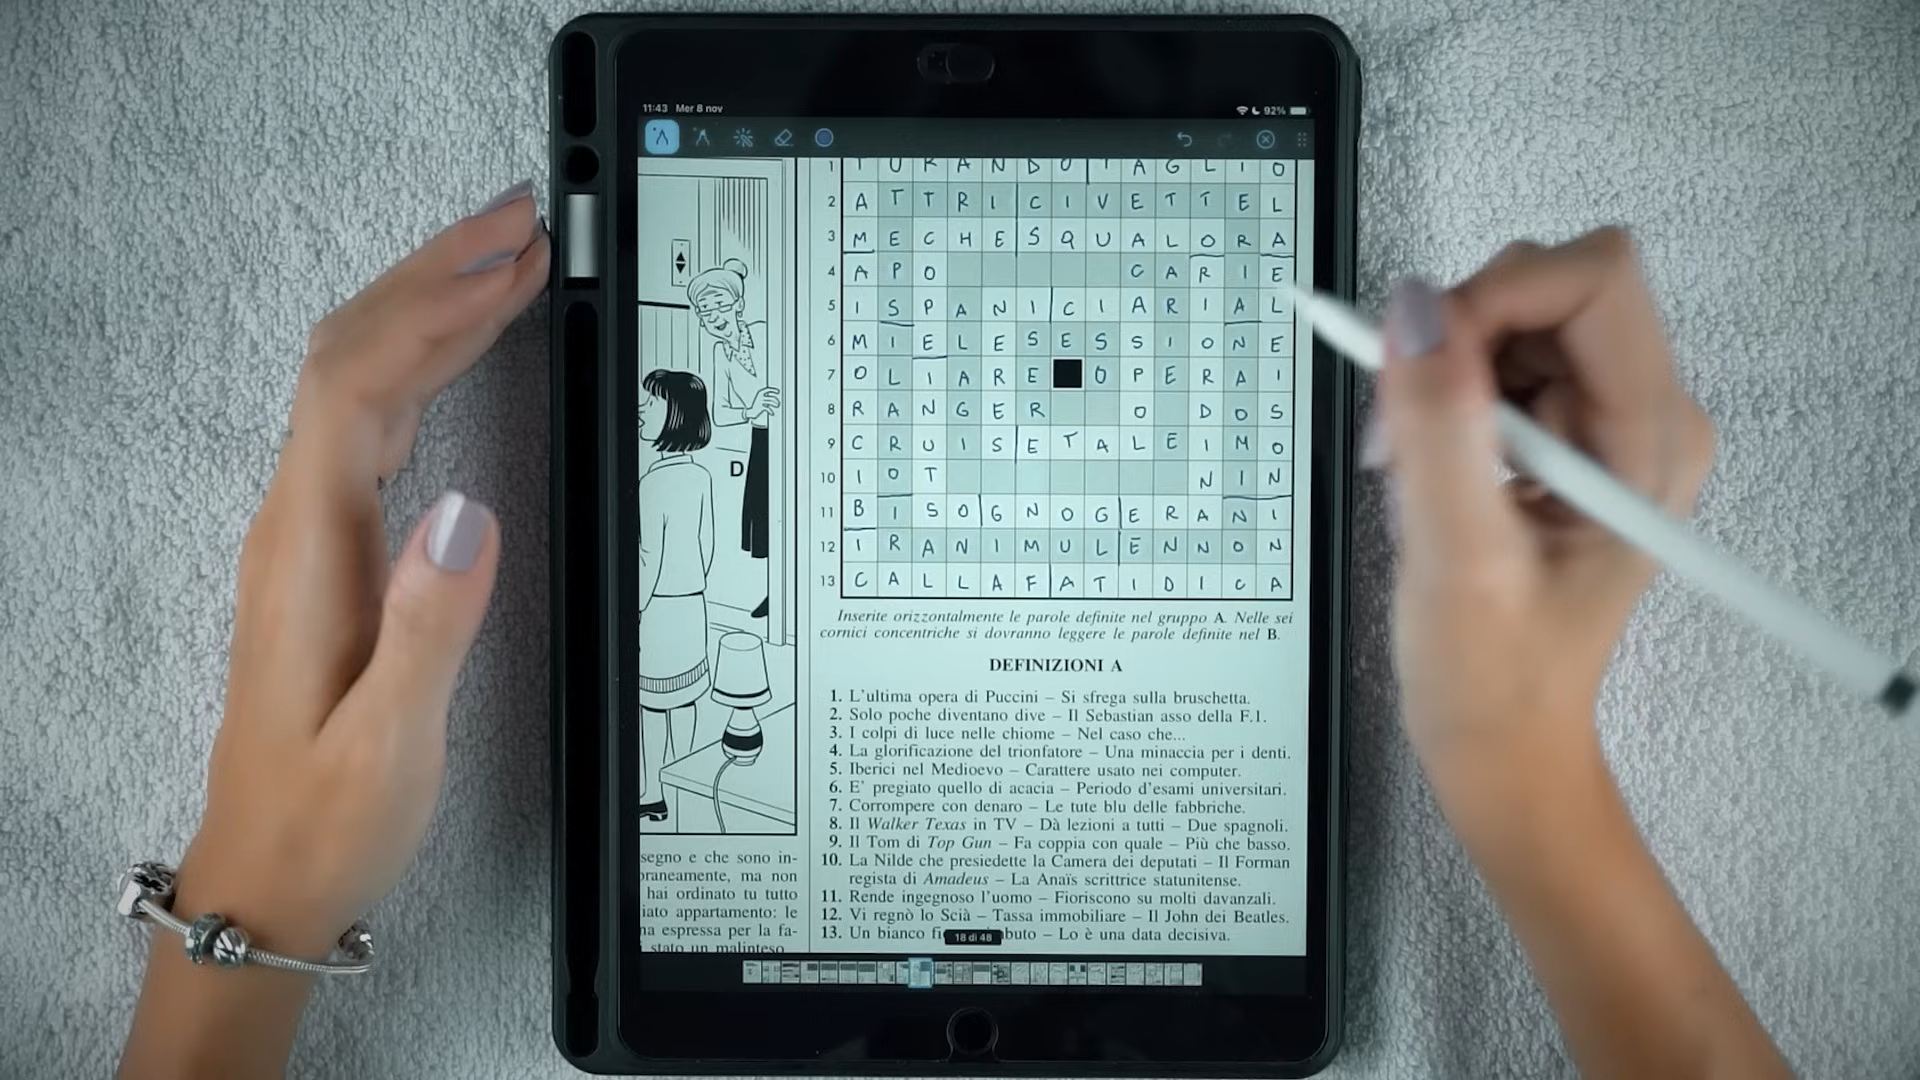 11:43 Mer 8 nov
92%
1 T U R A N D O T A G L I O
2 A T T R I C I V E T T E L
3 M E C H E S Q U A L O R A
4 A P O C A R I E
5 I S P A N I C I A R I A L
6 M I E L E S E S S I O N E
7 O L I A R E O P E R A I
8 R A N G E R O D O S
9 C R U I S E T A L E I M O
10 I O T N I N
11 B I S O G N O G E R A N I
12 I R A N I M U L E N N O N
13 C A L L A F A T I D I C A
D
Inserite orizzontalmente le parole definite nel gruppo A. Nelle sei
cornici concentriche si dovranno leggere le parole definite nel B.
DEFINIZIONI A
1. L'ultima opera di Puccini – Si sfrega sulla bruschetta.
2. Solo poche diventano dive – Il Sebastian asso della F.1.
3. I colpi di luce nelle chiome – Nel caso che...
4. La glorificazione del trionfatore – Una minaccia per i denti.
5. Iberici nel Medioevo – Carattere usato nei computer.
6. E' pregiato quello di acacia – Periodo d'esami universitari.
7. Corrompere con denaro – Le tute blu delle fabbriche.
8. Il Walker Texas in TV – Dà lezioni a tutti – Due spagnoli.
9. Il Tom di Top Gun – Fa coppia con quale – Più che basso.
10. La Nilde che presiedette la Camera dei deputati – Il Forman
regista di Amadeus – La Anaïs scrittrice statunitense.
11. Rende ingegnoso l'uomo – Fioriscono su molti davanzali.
12. Vi regnò lo Scià – Tassa immobiliare – Il John dei Beatles.
13. Un bianco fi buto – Lo è una data decisiva.
18 di 48
segno e che sono in-
oraneamente, ma non
hai ordinato tu tutto
iato appartamento: le
na espressa per la fa-
stato un malinteso